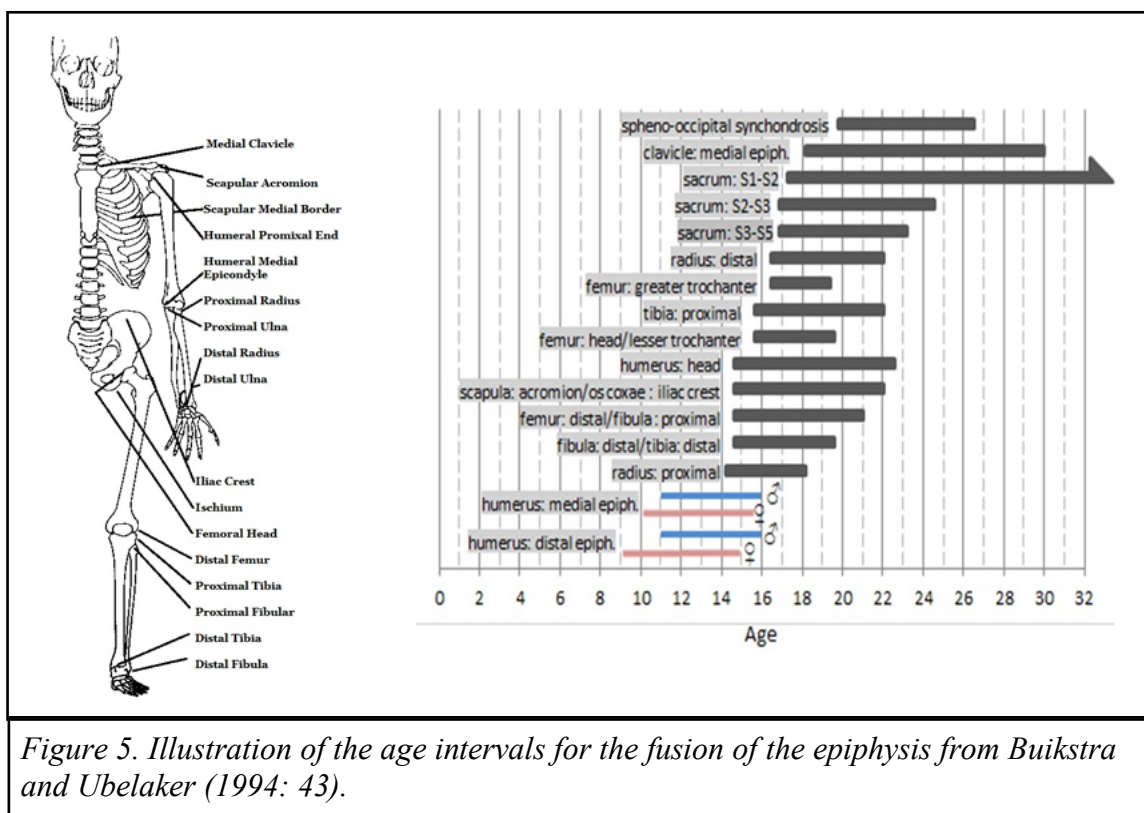 Medial Clavicle
Scapular Acromion
Scapular Medial Border
Humeral Promixal End
Humeral Medial
Epicondyle
Proximal Radius
Proximal Ulna
Distal Radius
Distal Ulna
Iliac Crest
Ischium
Femoral Head
Distal Femur
Proximal Tibia
Proximal Fibular
Distal Tibia
Distal Fibula
spheno-occipital synchondrosis
clavicle: medial epiph.
sacrum: S1-S2
sacrum: S2-S3
sacrum: S3-S5
radius: distal
femur: greater trochanter
tibia: proximal
femur: head/lesser trochanter
humerus: head
scapula: acromion/os coxae : iliac crest
femur: distal/fibula: proximal
fibula: distal/tibia: distal
radius: proximal
humerus: medial epiph. ♂
♀
humerus: distal epiph. ♂
♀
0 2 4 6 8 10 12 14 16 18 20 22 24 26 28 30 32
Age
Figure 5. Illustration of the age intervals for the fusion of the epiphysis from Buikstra
and Ubelaker (1994: 43).